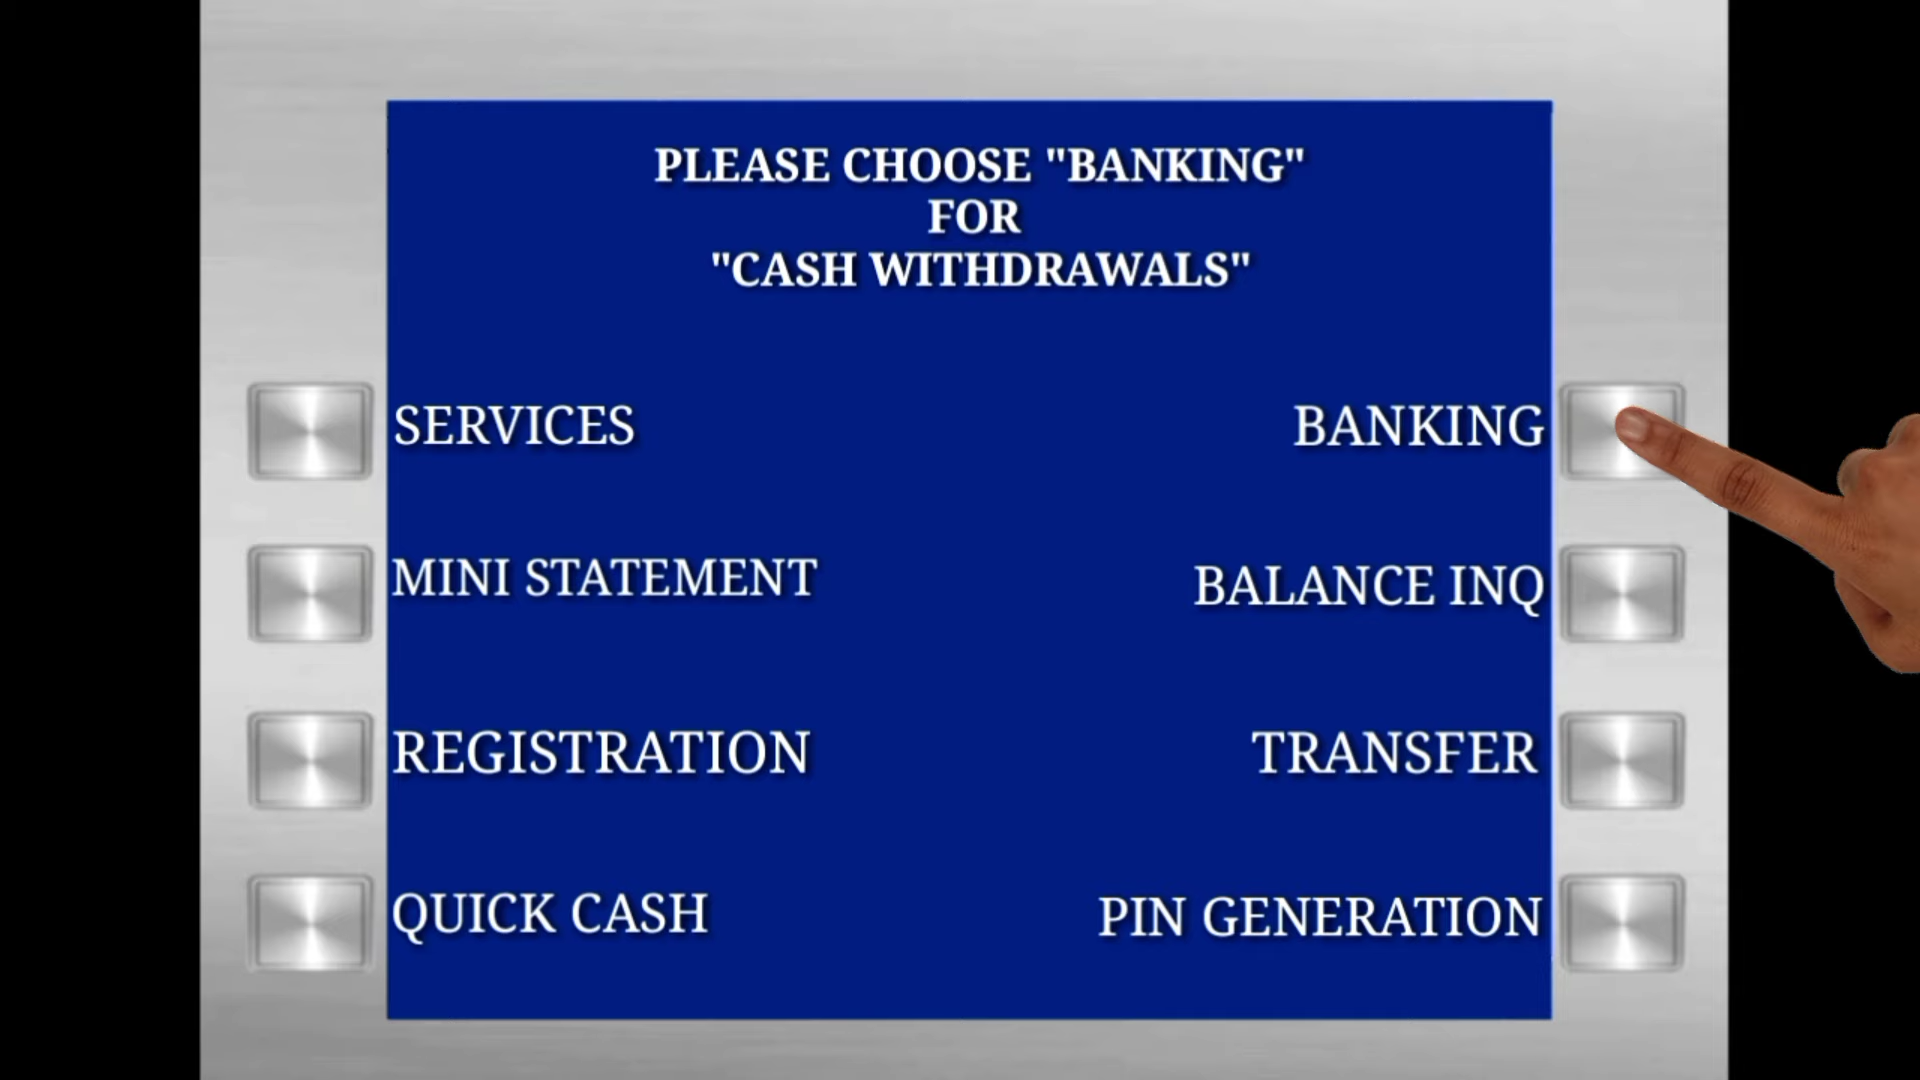 PLEASE CHOOSE "BANKING"
FOR
"CASH WITHDRAWALS"
SERVICES
BANKING
MINI STATEMENT
BALANCE INQ
REGISTRATION
TRANSFER
QUICK CASH
PIN GENERATION